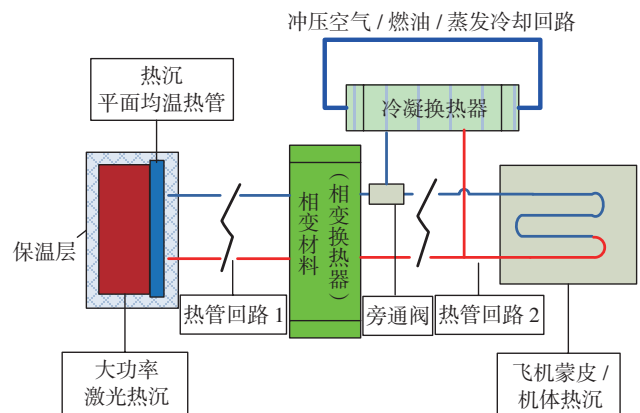 冲压空气 / 燃油 / 蒸发冷却回路
热沉
平面均温热管
冷凝换热器
相变材料
（相变换热器）
保温层
热管回路 1
旁通阀
热管回路 2
大功率
激光热沉
飞机蒙皮 /
机体热沉